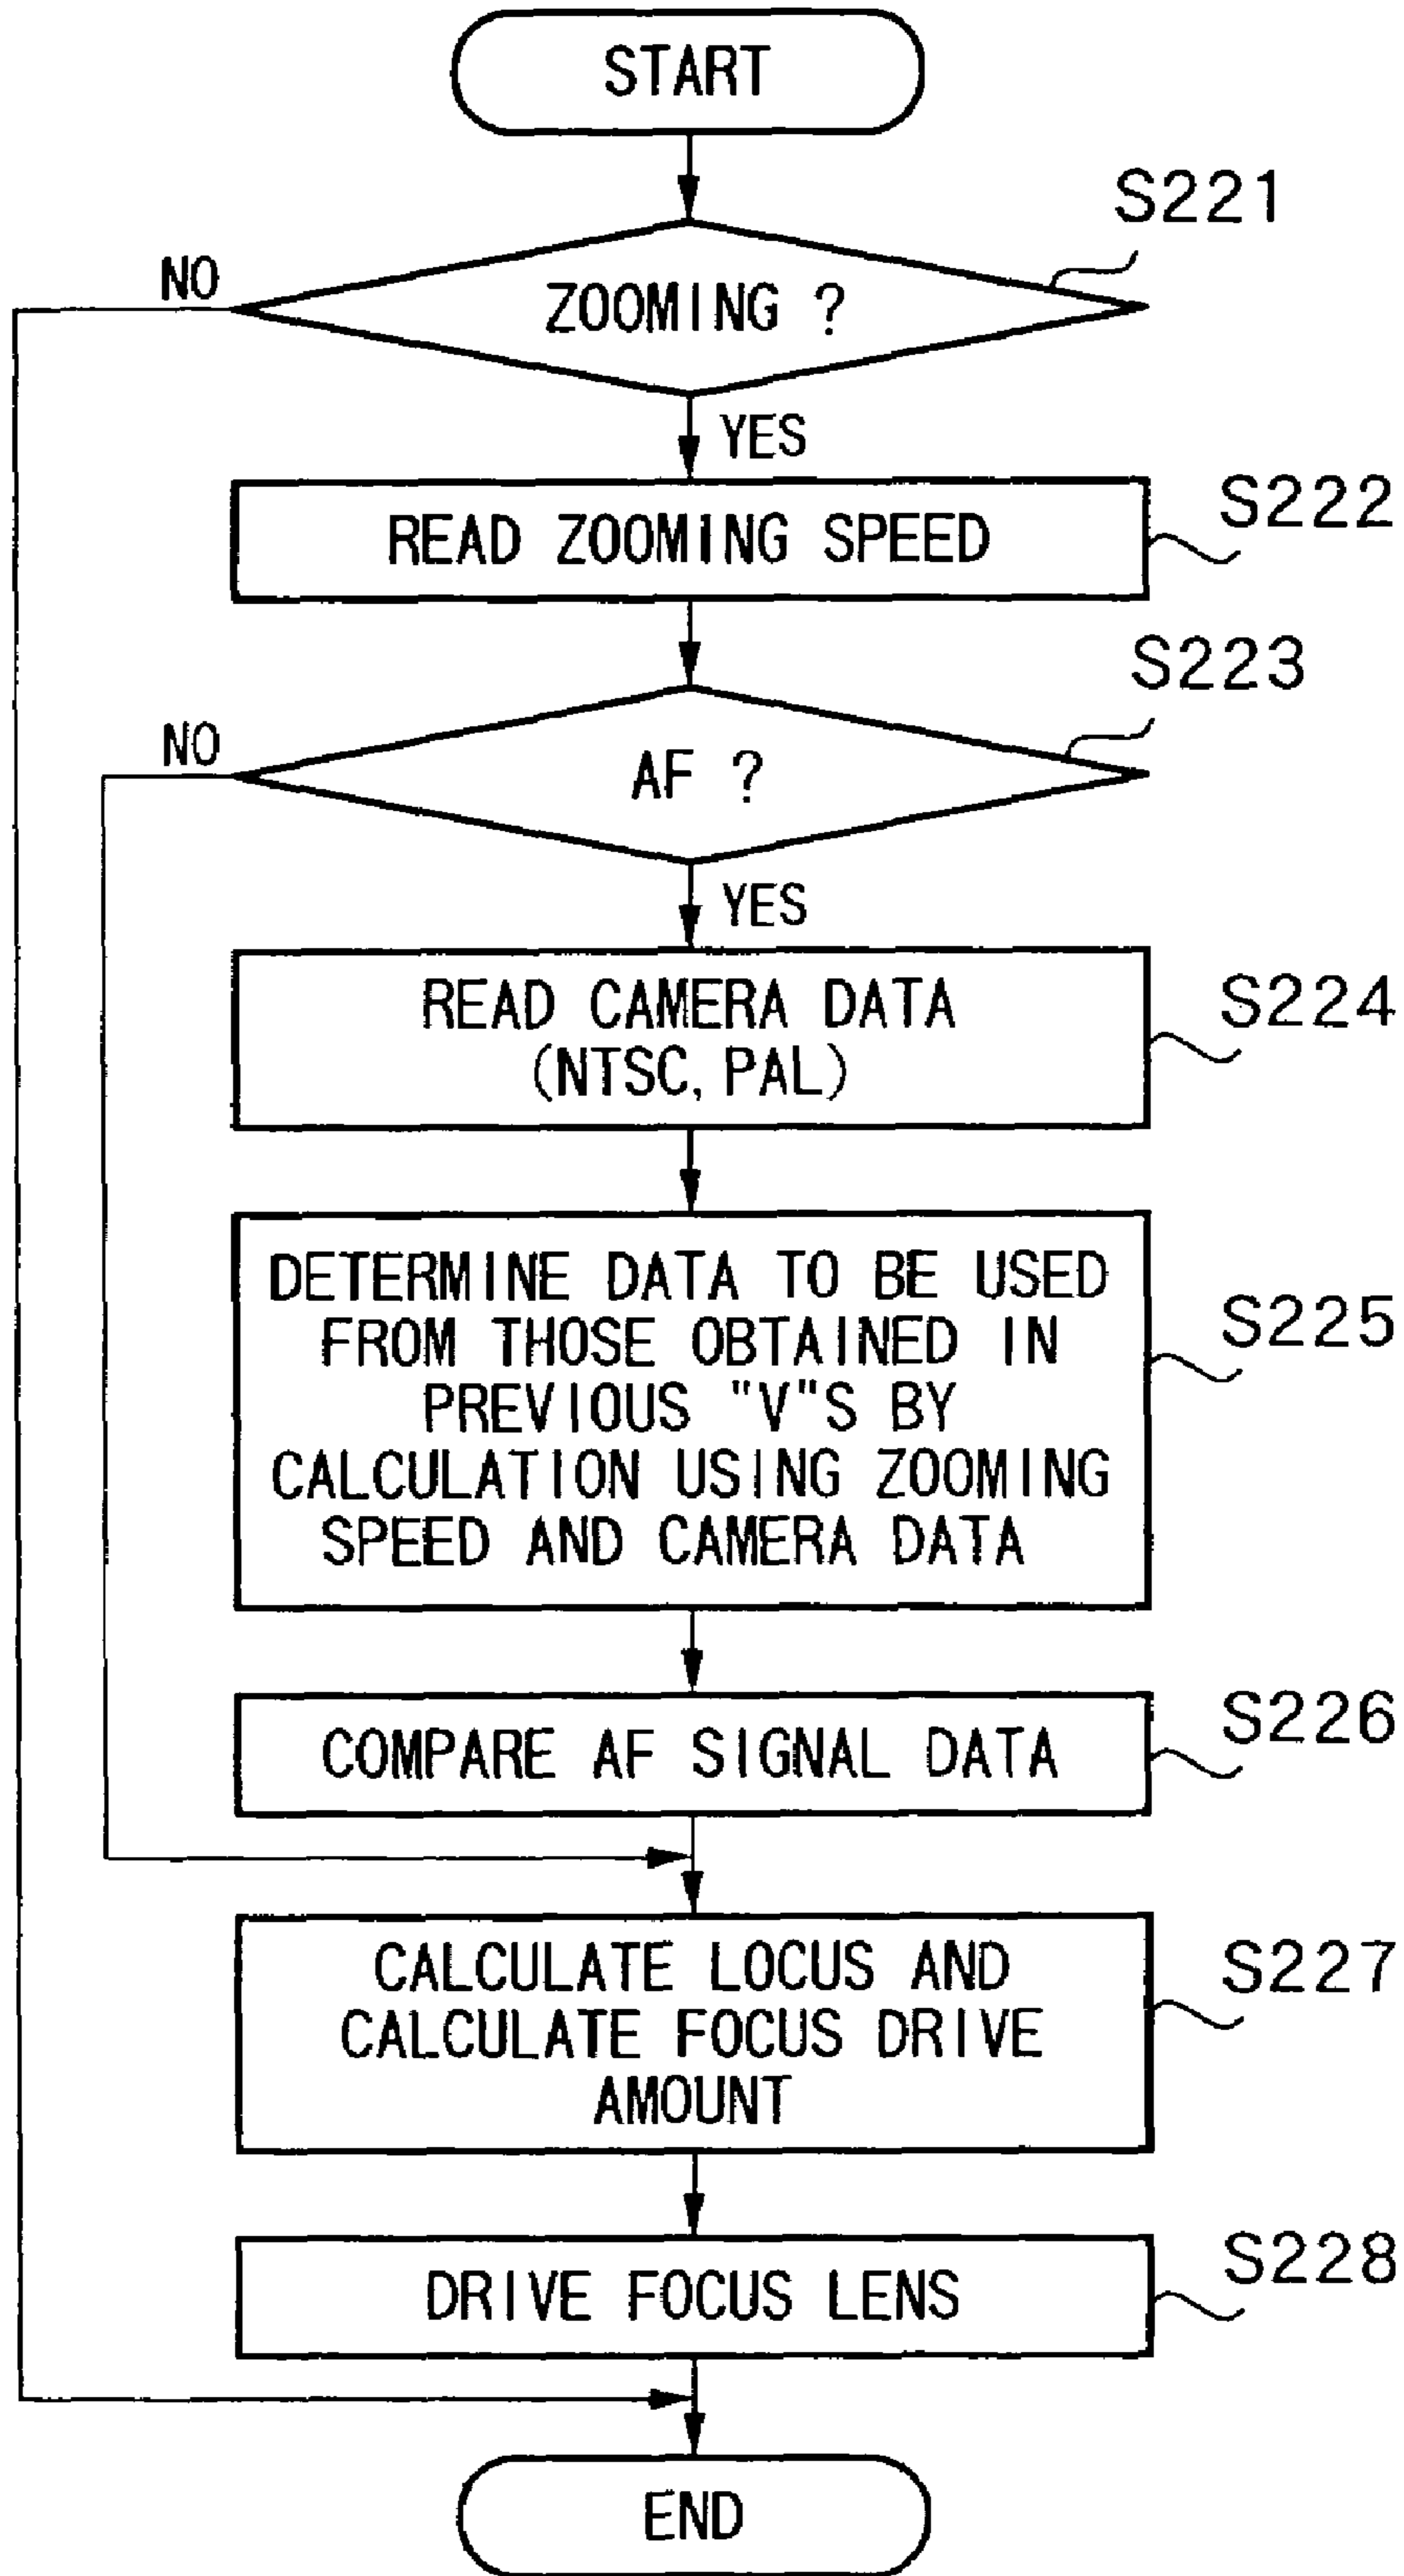 START
S221
NO
ZOOMING ?
YES
S222
READ ZOOMING SPEED
S223
NO
AF ?
YES
S224
READ CAMERA DATA
(NTSC, PAL)
S225
DETERMINE DATA TO BE USED
FROM THOSE OBTAINED IN
PREVIOUS "V"S BY
CALCULATION USING ZOOMING
SPEED AND CAMERA DATA
S226
COMPARE AF SIGNAL DATA
S227
CALCULATE LOCUS AND
CALCULATE FOCUS DRIVE
AMOUNT
S228
DRIVE FOCUS LENS
END